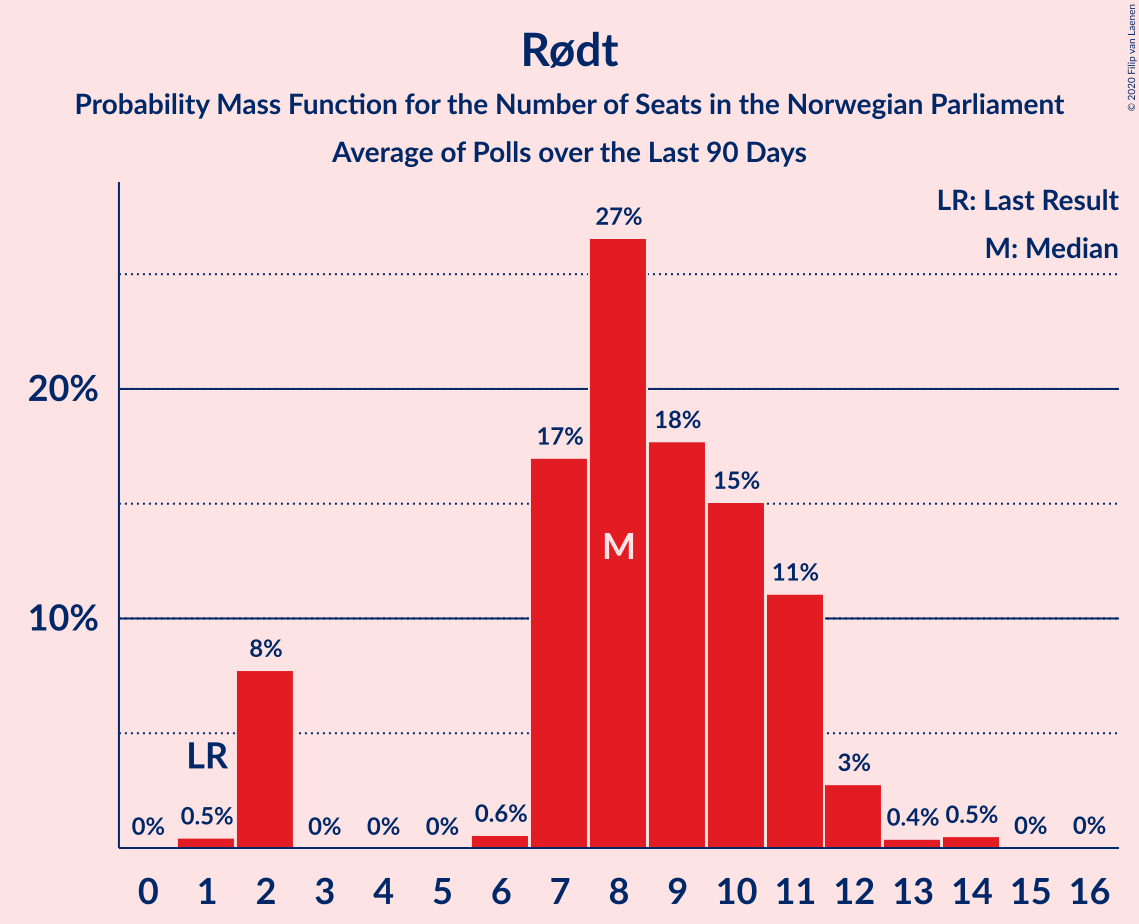 Rødt
Probability Mass Function for the Number of Seats in the Norwegian Parliament
Average of Polls over the Last 90 Days
© 2020 Filip van Laenen
LR: Last Result
M: Median
27%
20%
18%
17%
15%
M
11%
10%
8%
LR
3%
0% 0.5% 0% 0% 0% 0.6% 0.4% 0.5% 0% 0%
0 1 2 3 4 5 6 7 8 9 10 11 12 13 14 15 16